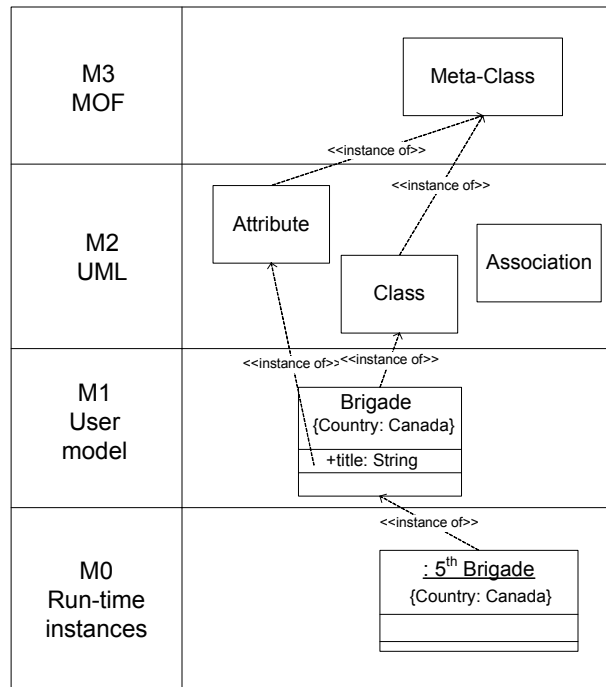 M3
MOF
Meta-Class
<<instance of>>
<<instance of>>
M2
UML
Attribute
Class
Association
<<instance of>>
<<instance of>>
M1
User
model
Brigade
{Country: Canada}
+title: String
<<instance of>>
M0
Run-time
instances
: 5th Brigade
{Country: Canada}